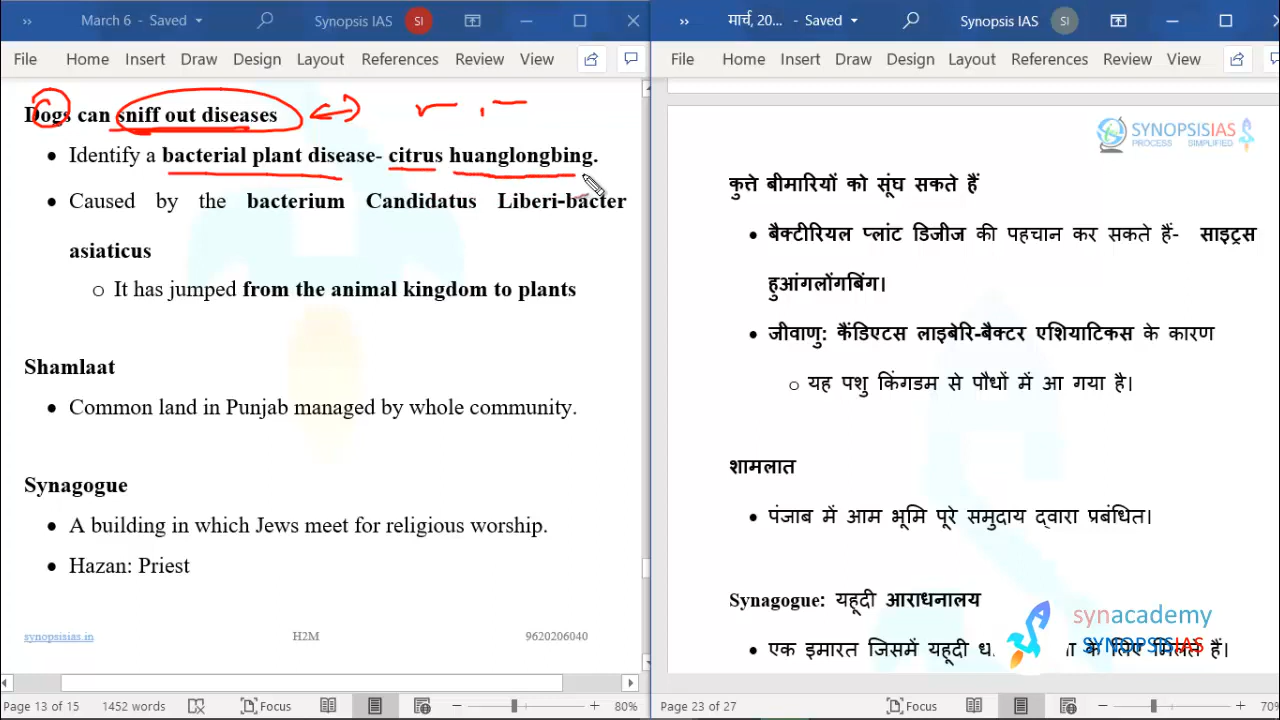 March 6 - Saved
Synopsis IAS
SI
File Home Insert Draw Design Layout References Review View
Dogs can sniff out diseases
• Identify a bacterial plant disease- citrus huanglongbing.
• Caused by the bacterium Candidatus Liberi-bacter
asiaticus
o It has jumped from the animal kingdom to plants
Shamlaat
• Common land in Punjab managed by whole community.
Synagogue
• A building in which Jews meet for religious worship.
• Hazan: Priest
synopsisias.in H2M 9620206040
Page 13 of 15 1452 words Focus 80%
मार्च, 20... - Saved
Synopsis IAS
SI
File Home Insert Draw Design Layout References Review View
SYNOPSISIAS
PROCESS SIMPLIFIED
कुत्ते बीमारियों को सूंघ सकते हैं
• बैक्टीरियल प्लांट डिजीज की पहचान कर सकते हैं- साइट्रस
हुआंगलोंगबिंग।
• जीवाणु: कैंडिएटस लाइबेरि-बैक्टर एशियाटिकस के कारण
o यह पशु किंगडम से पौधों में आ गया है।
शामलात
• पंजाब में आम भूमि पूरे समुदाय द्वारा प्रबंधित।
Synagogue: यहूदी आराधनालय
synacademy
SYNOPSISIAS
• एक इमारत जिसमें यहूदी के लिए मिलते हैं।
Page 23 of 27 Focus 70%